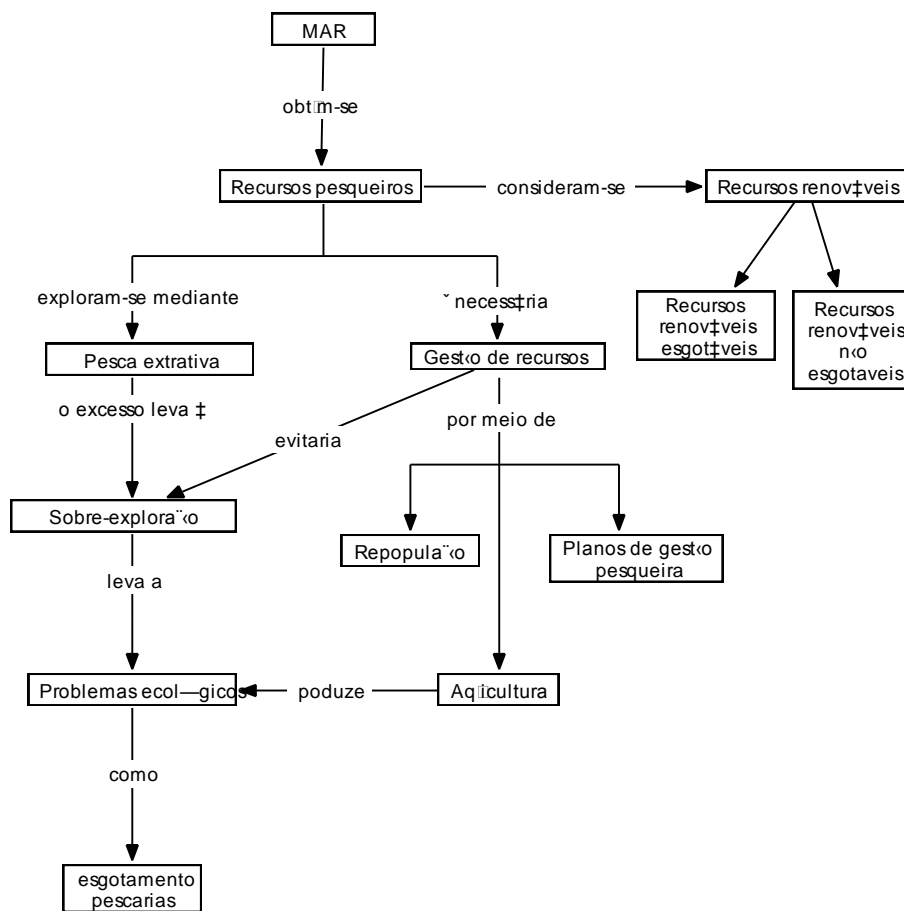 MAR
obt□m-se
Recursos pesqueiros
consideram-se
Recursos renov‡veis
exploram-se mediante
ˇ necess‡ria
Recursos
renov‡veis
esgot‡veis
Recursos
renov‡veis
n‹o
esgotaveis
Pesca extrativa
Gest‹o de recursos
o excesso leva ‡
por meio de
evitaria
Sobre-explora¨‹o
Repopula¨‹o
Planos de gest‹o
pesqueira
leva a
Problemas ecol—gicos
poduze
Aq□icultura
como
esgotamento
pescarias